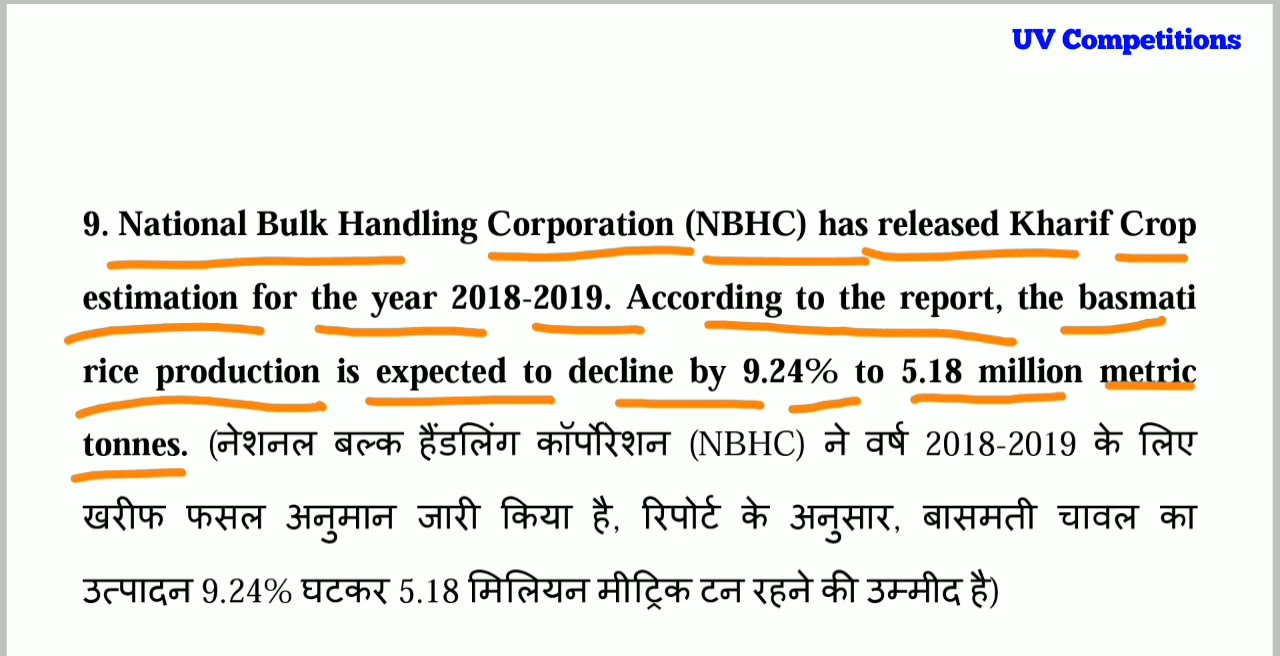 UV Competitions
9. National Bulk Handling Corporation (NBHC) has released Kharif Crop
estimation for the year 2018-2019. According to the report, the basmati
rice production is expected to decline by 9.24% to 5.18 million metric
tonnes. (नेशनल बल्क हैंडलिंग कॉर्पोरेशन (NBHC) ने वर्ष 2018-2019 के लिए
खरीफ फसल अनुमान जारी किया है, रिपोर्ट के अनुसार, बासमती चावल का
उत्पादन 9.24% घटकर 5.18 मिलियन मीट्रिक टन रहने की उम्मीद है)